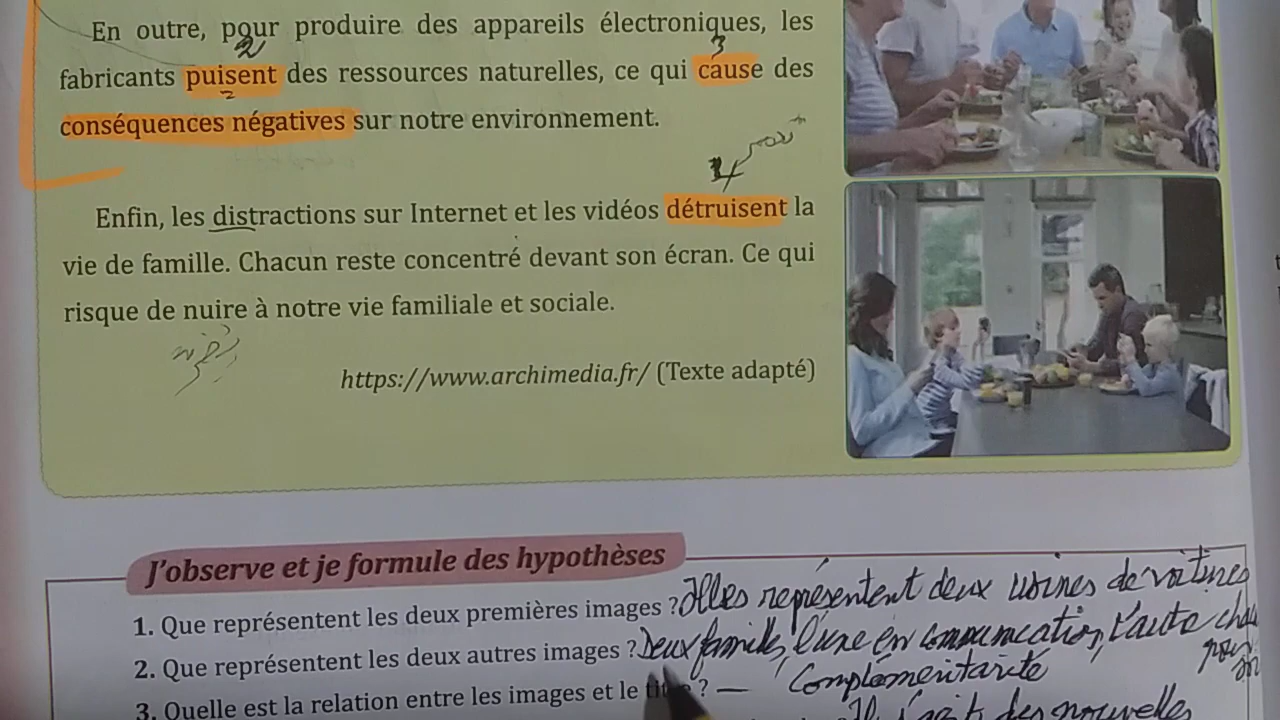 En outre, pour produire des appareils électroniques, les
2 3
fabricants puisent des ressources naturelles, ce qui cause des
conséquences négatives sur notre environnement.
4
Enfin, les distractions sur Internet et les vidéos détruisent la
vie de famille. Chacun reste concentré devant son écran. Ce qui
risque de nuire à notre vie familiale et sociale.
https://www.archimedia.fr/ (Texte adapté)
J'observe et je formule des hypothèses
1. Que représentent les deux premières images ? Elles représentent deux usines de voitures
2. Que représentent les deux autres images ? Deux familles, l'une en communication, l'autre
3. Quelle est la relation entre les images et le titre ? — Complémentarité
des nouvelles